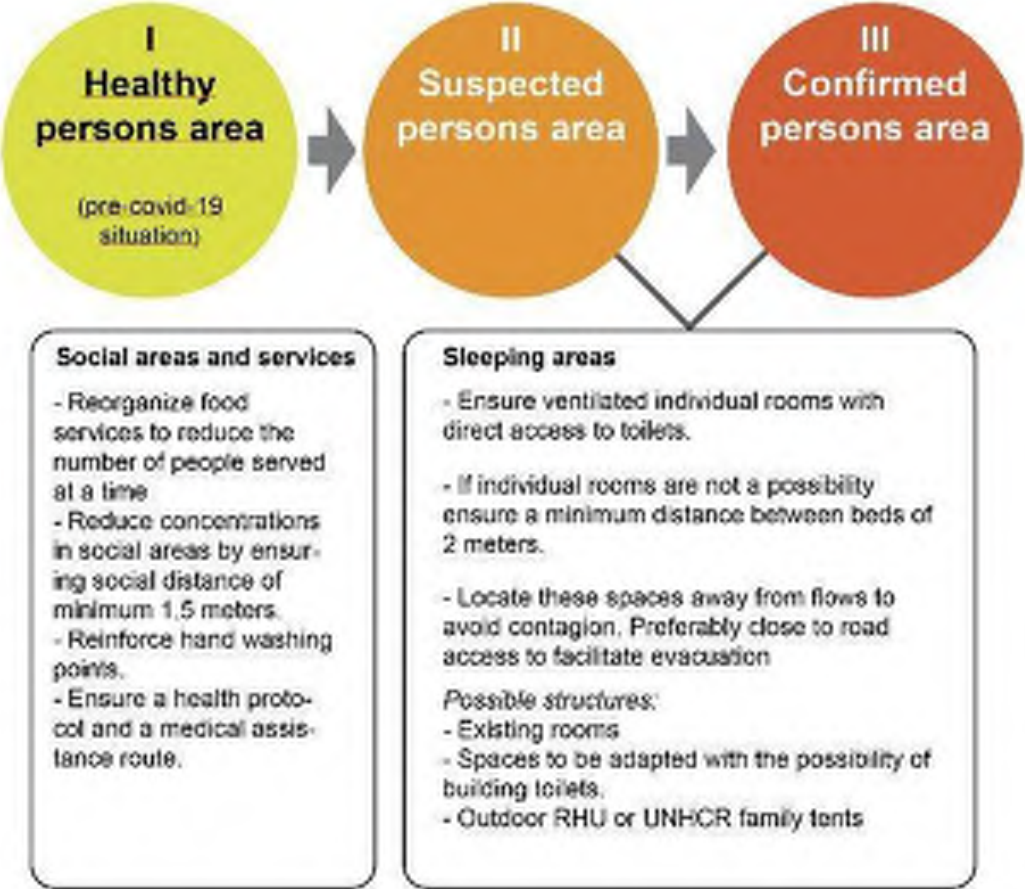 I
Healthy
persons area
(pre-covid-19
situation)
II
Suspected
persons area
III
Confirmed
persons area
Social areas and services
- Reorganize food
services to reduce the
number of people served
at a time
- Reduce concentrations
in social areas by ensur-
ing social distance of
minimum 1,5 meters.
- Reinforce hand washing
points.
- Ensure a health proto-
col and a medical assis-
tance route.
Sleeping areas
- Ensure ventilated individual rooms with
direct access to toilets.
- If individual rooms are not a possibility
ensure a minimum distance between beds of
2 meters.
- Locate these spaces away from flows to
avoid contagion. Preferably close to road
access to facilitate evacuation
Possible structures:
- Existing rooms
- Spaces to be adapted with the possibility of
building toilets.
- Outdoor RHU or UNHCR family tents